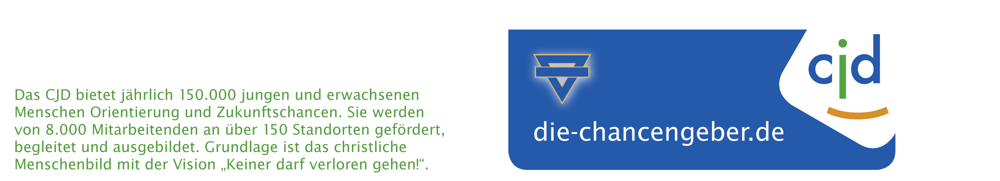 Das CJD bietet jährlich 150.000 jungen und erwachsenen
Menschen Orientierung und Zukunftschancen. Sie werden
von 8.000 Mitarbeitenden an über 150 Standorten gefördert,
begleitet und ausgebildet. Grundlage ist das christliche
Menschenbild mit der Vision „Keiner darf verloren gehen!“.
cjd
die-chancengeber.de